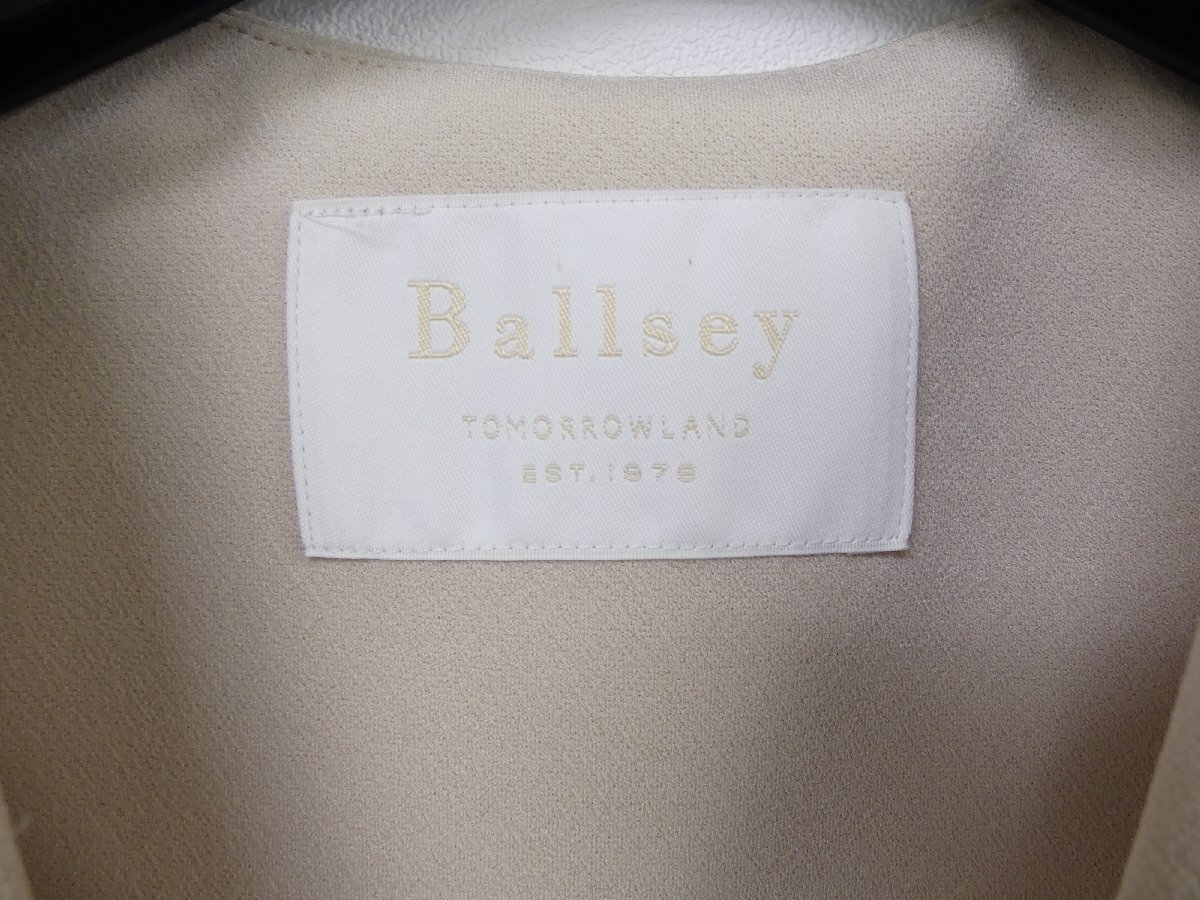 Ballsey
TOMORROWLAND
EST. 1978